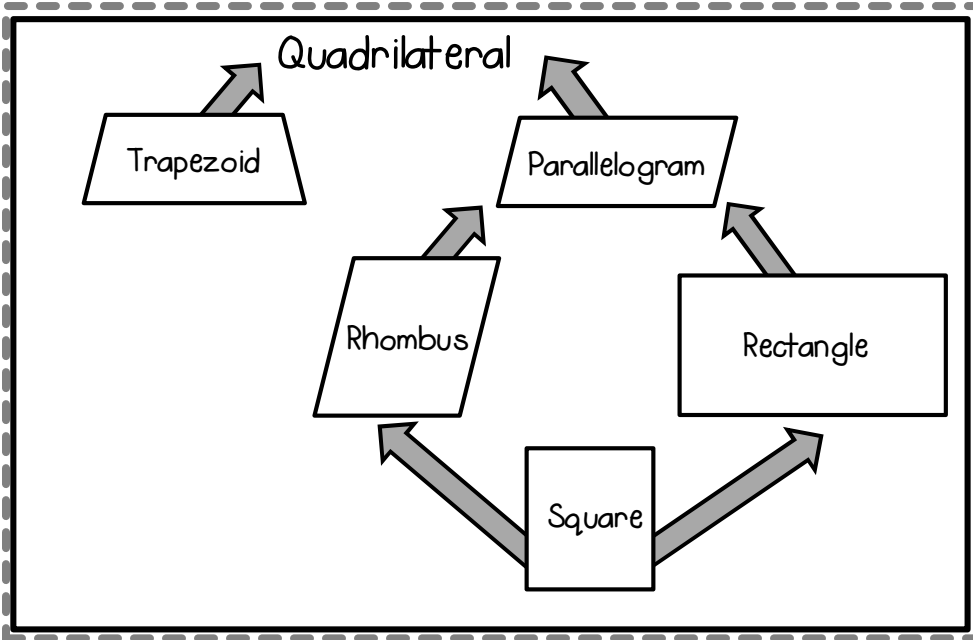 Quadrilateral
Trapezoid
Parallelogram
Rhombus
Rectangle
Square